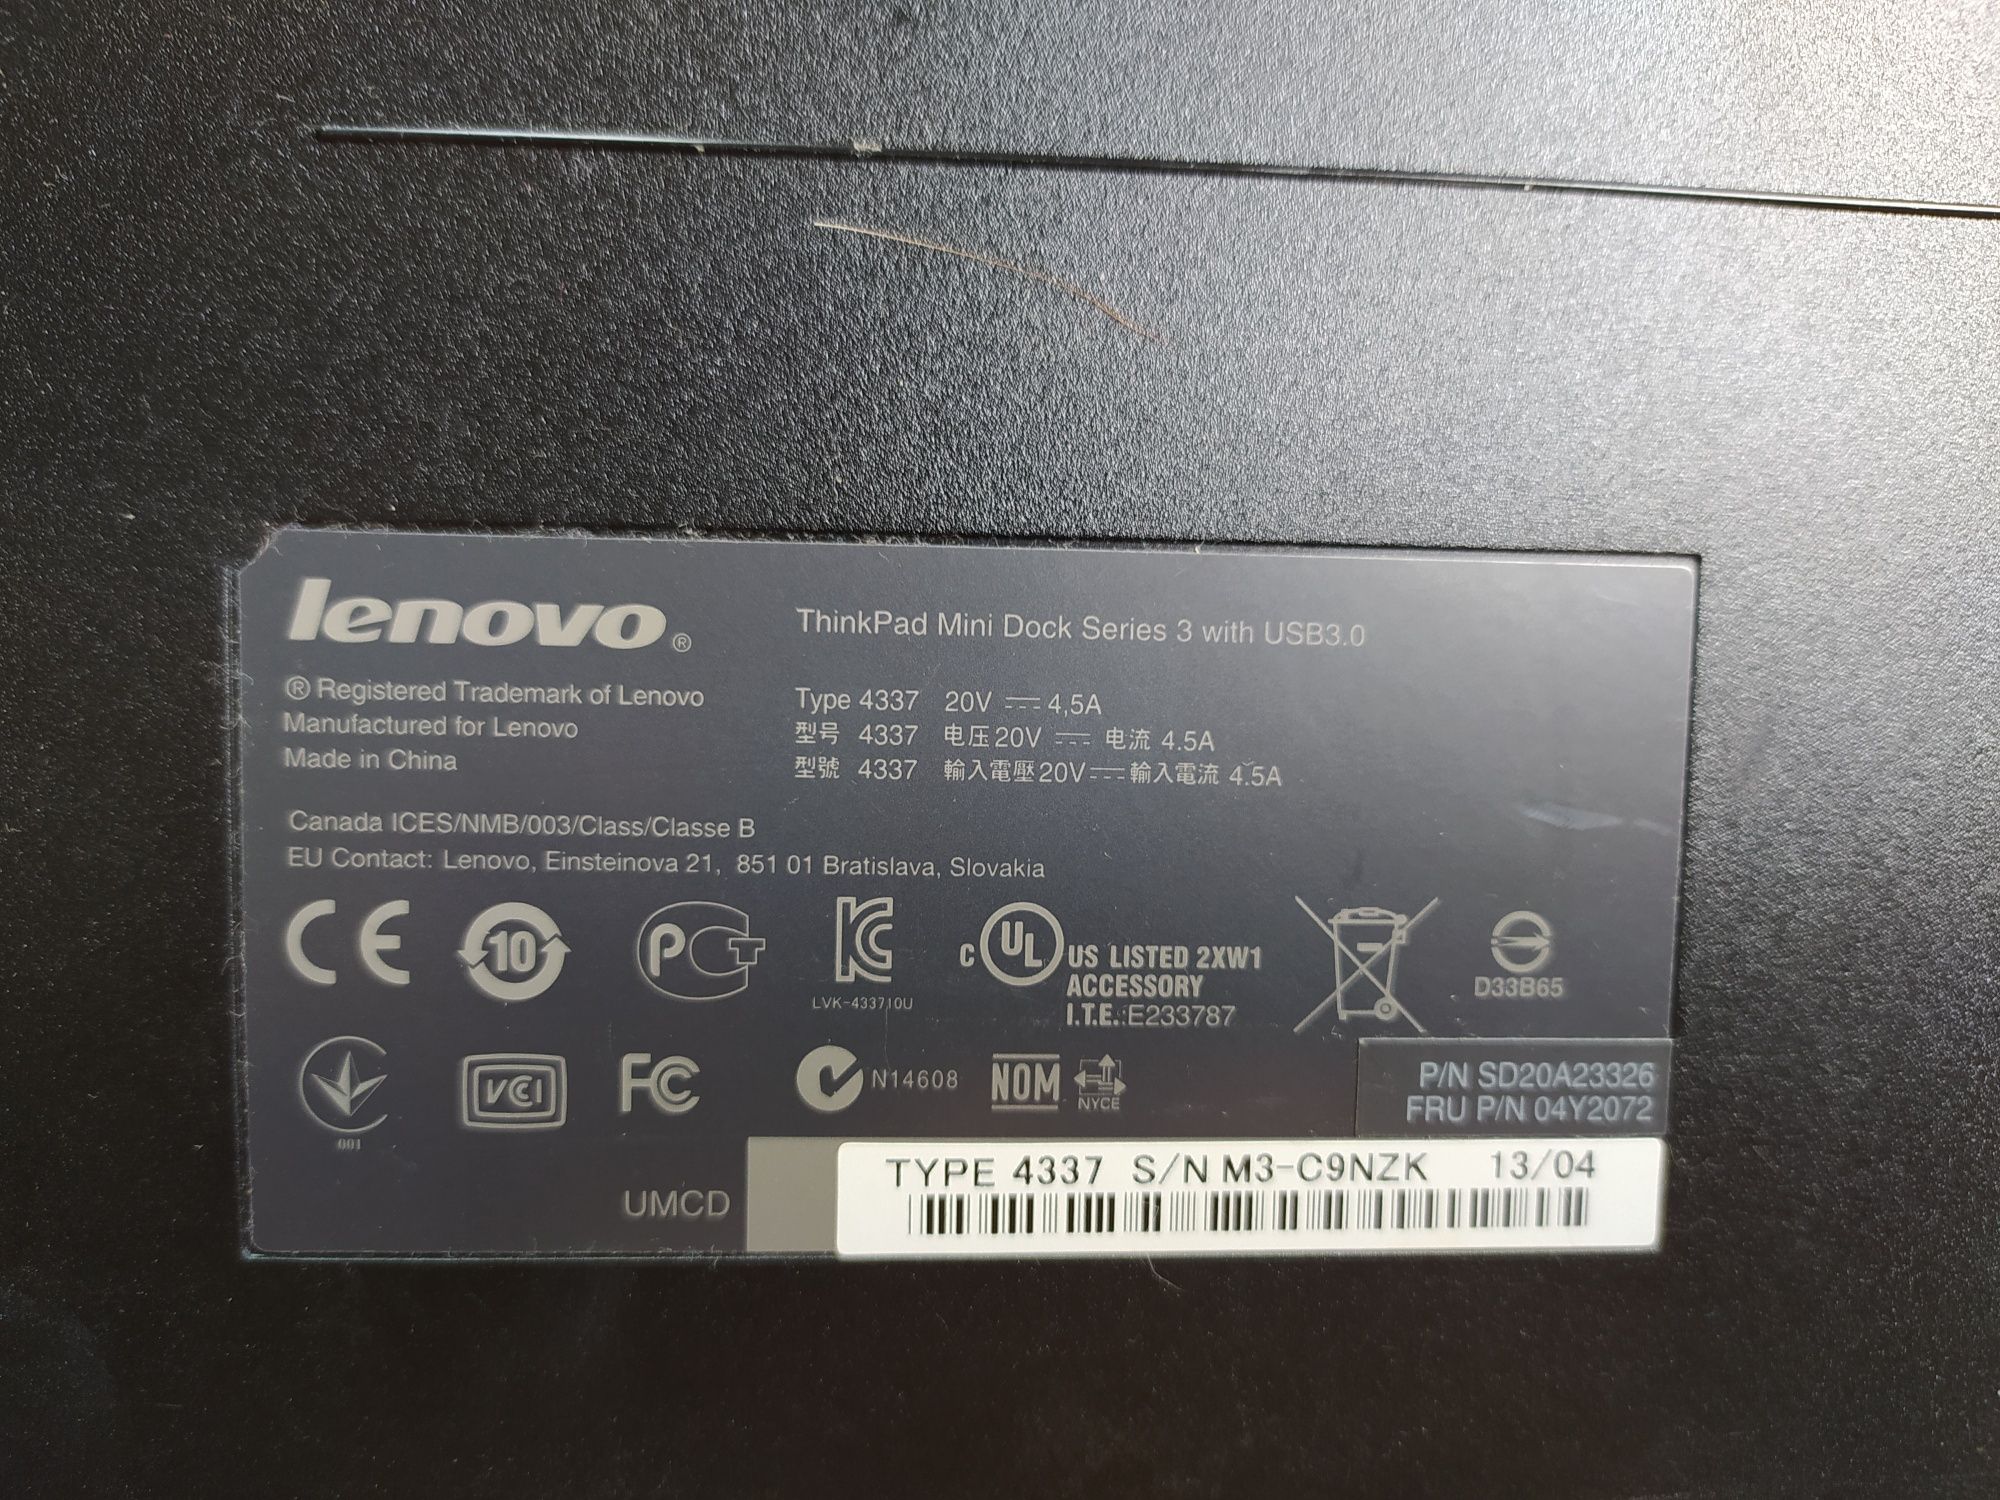 lenovo®
ThinkPad Mini Dock Series 3 with USB3.0
® Registered Trademark of Lenovo
Manufactured for Lenovo
Made in China
Type 4337 20V ⎓ 4,5A
型号 4337 电压20V ⎓ 电流 4.5A
型號 4337 輸入電壓20V⎓輸入電流 4.5A
Canada ICES/NMB/003/Class/Classe B
EU Contact: Lenovo, Einsteinova 21, 851 01 Bratislava, Slovakia
CE
10
PCT
KC
LVK-433710U
c UL US LISTED 2XW1
ACCESSORY
I.T.E.:E233787
D33B65
001
VCCI
FC
N14608
NOM
NYCE
P/N SD20A23326
FRU P/N 04Y2072
UMCD
TYPE 4337 S/N M3-C9NZK 13/04